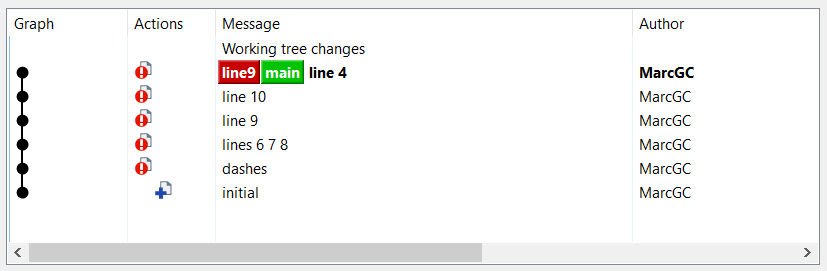 Graph Actions Message Author
Working tree changes
line9 main line 4 MarcGC
line 10 MarcGC
line 9 MarcGC
lines 6 7 8 MarcGC
dashes MarcGC
initial MarcGC